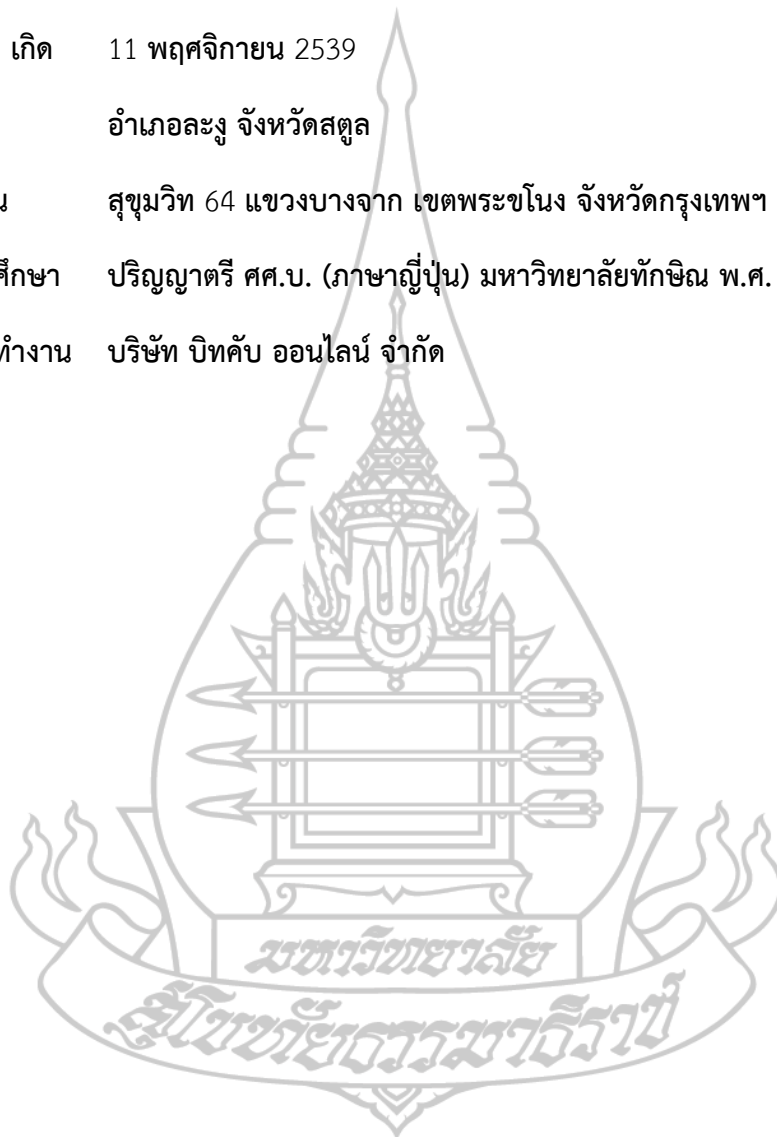 เกิด 11 พฤศจิกายน 2539
อำเภอละงู จังหวัดสตูล
สุขุมวิท 64 แขวงบางจาก เขตพระขโนง จังหวัดกรุงเทพฯ
ศึกษา ปริญญาตรี ศศ.บ. (ภาษาญี่ปุ่น) มหาวิทยาลัยทักษิณ พ.ศ.
ทำงาน บริษัท บิทคับ ออนไลน์ จำกัด
มหาวิทยาลัย
สุโขทัยธรรมาธิราช